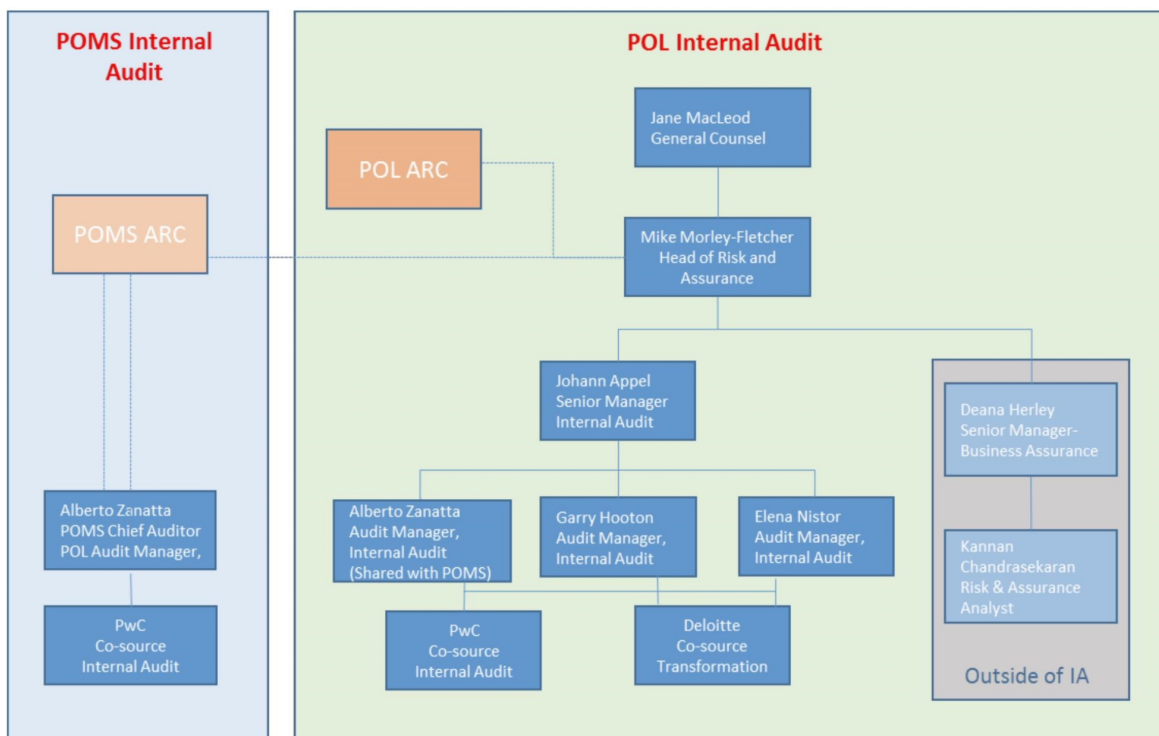 POMS Internal
Audit
POMS ARC
Alberto Zanatta
POMS Chief Auditor
POL Audit Manager,
PwC
Co-source
Internal Audit
POL Internal Audit
Jane MacLeod
General Counsel
POL ARC
Mike Morley-Fletcher
Head of Risk and
Assurance
Johann Appel
Senior Manager
Internal Audit
Deana Herley
Senior Manager-
Business Assurance
Alberto Zanatta
Audit Manager,
Internal Audit
(Shared with POMS)
Garry Hooton
Audit Manager,
Internal Audit
Elena Nistor
Audit Manager,
Internal Audit
Kannan
Chandrasekaran
Risk & Assurance
Analyst
PwC
Co-source
Internal Audit
Deloitte
Co-source
Transformation
Outside of IA